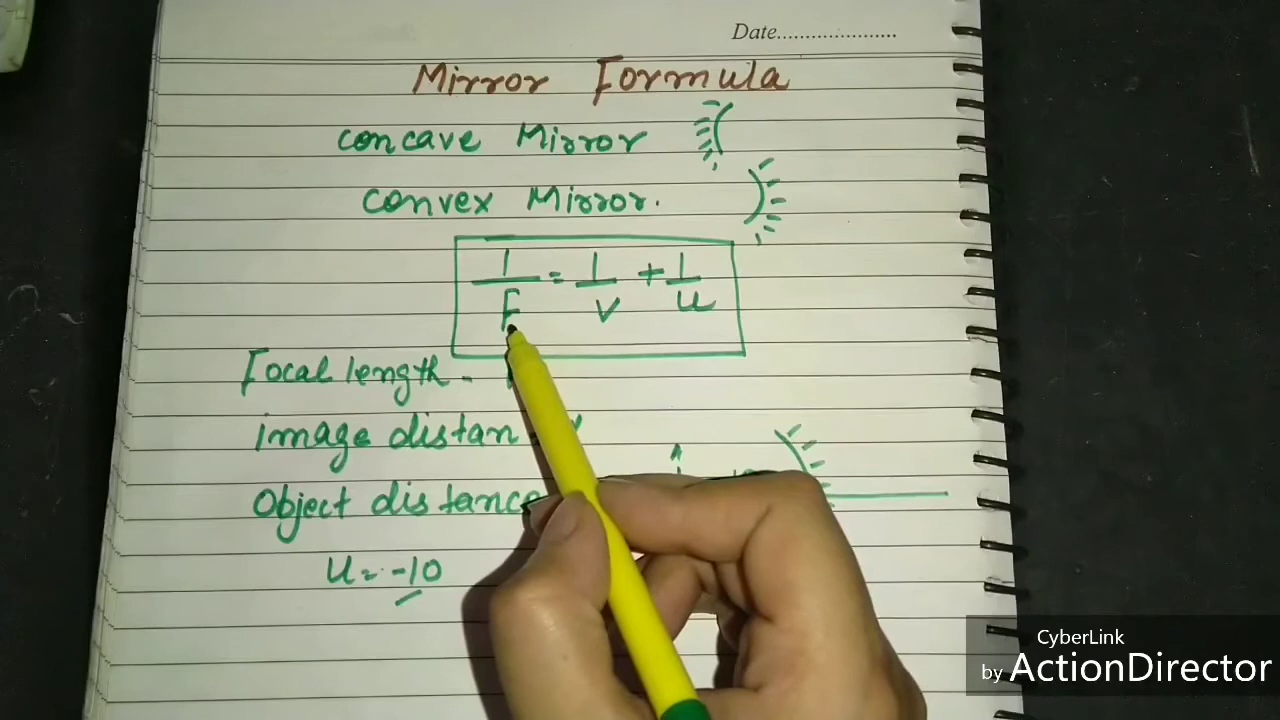 Date.....................
Mirror Formula
concave Mirror
convex Mirror.
1/F = 1/V + 1/u
Focal length -
image distan
Object distance
U = -10
CyberLink
by ActionDirector